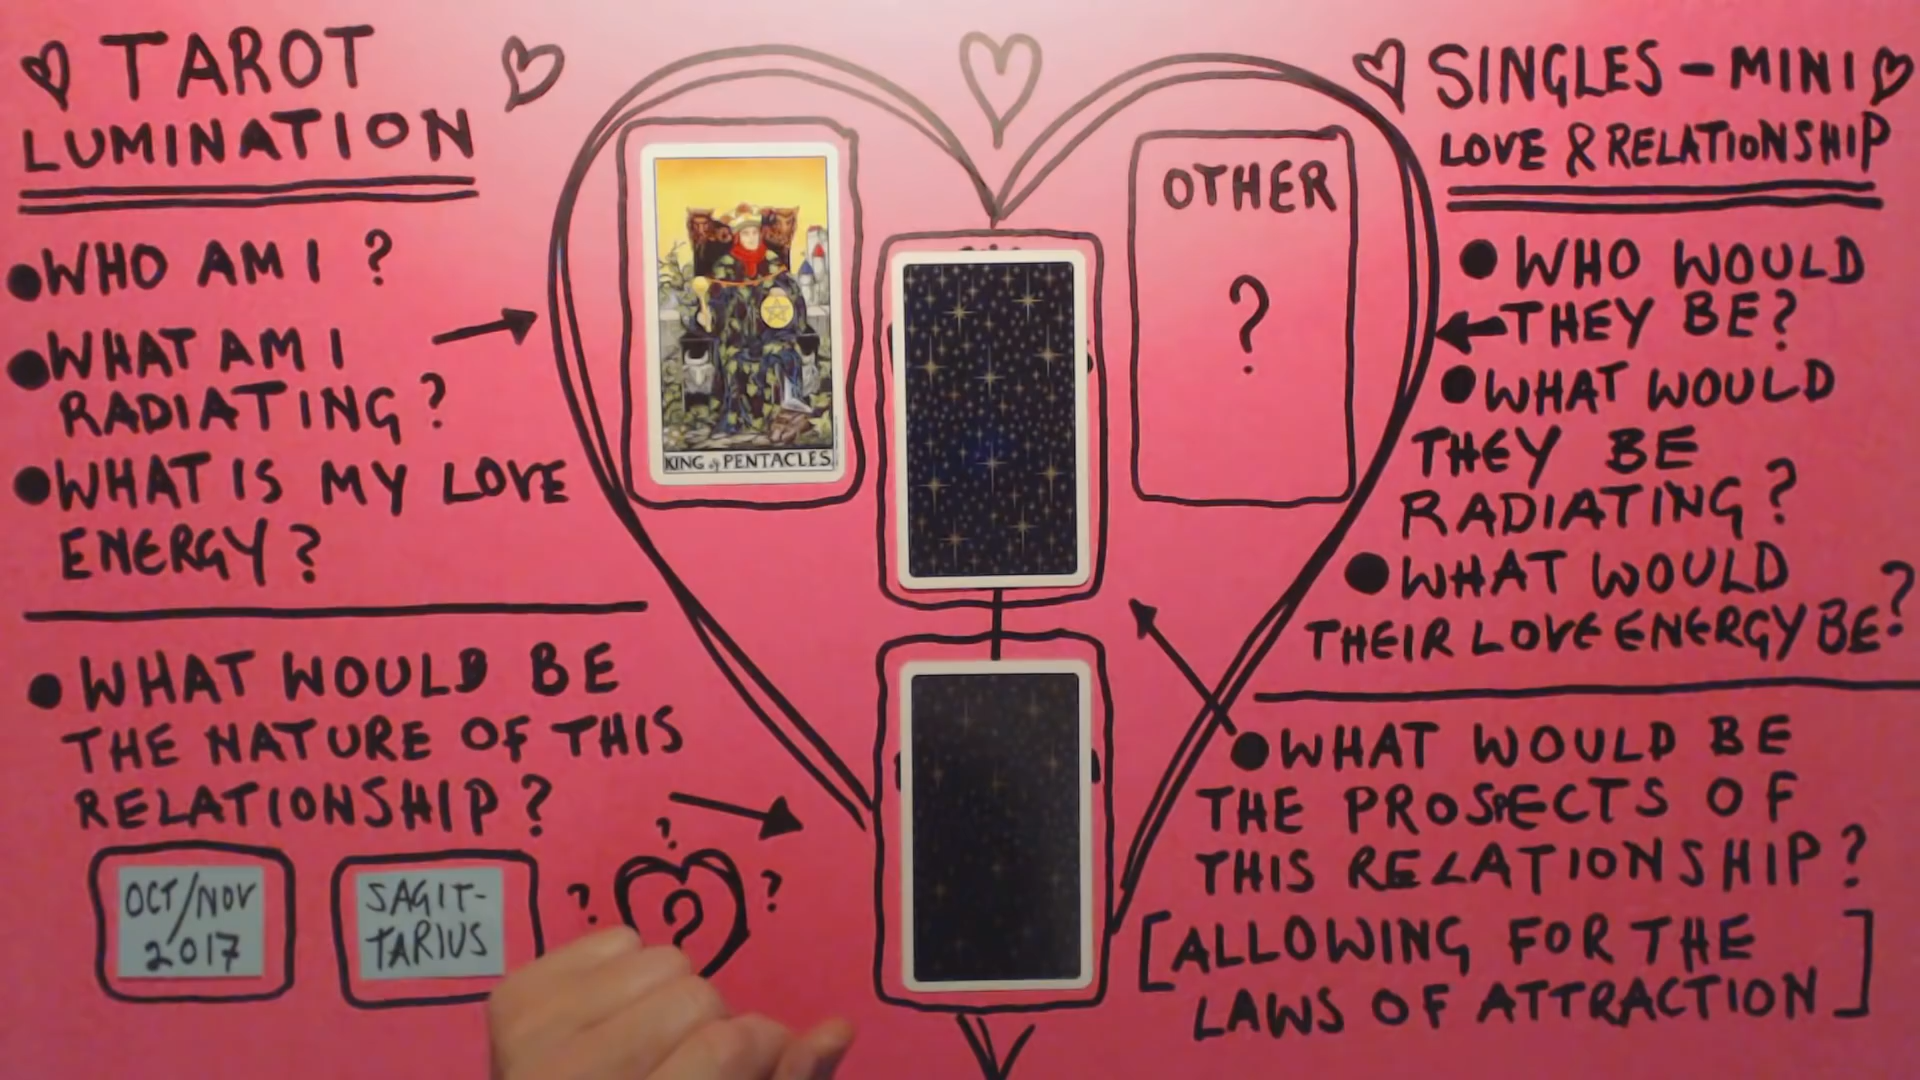 TAROT
LUMINATION
WHO AM I ?
WHAT AM I
RADIATING ?
WHAT IS MY LOVE
ENERGY ?
WHAT WOULD BE
THE NATURE OF THIS
RELATIONSHIP ?
OCT/NOV
2017
SAGIT-
TARIUS
? ? ? ?
KING of PENTACLES
OTHER
?
SINGLES - MINI
LOVE & RELATIONSHIP
WHO WOULD
THEY BE ?
WHAT WOULD
THEY BE
RADIATING ?
WHAT WOULD
THEIR LOVE ENERGY BE ?
WHAT WOULD BE
THE PROSPECTS OF
THIS RELATIONSHIP ?
[ALLOWING FOR THE
LAWS OF ATTRACTION]